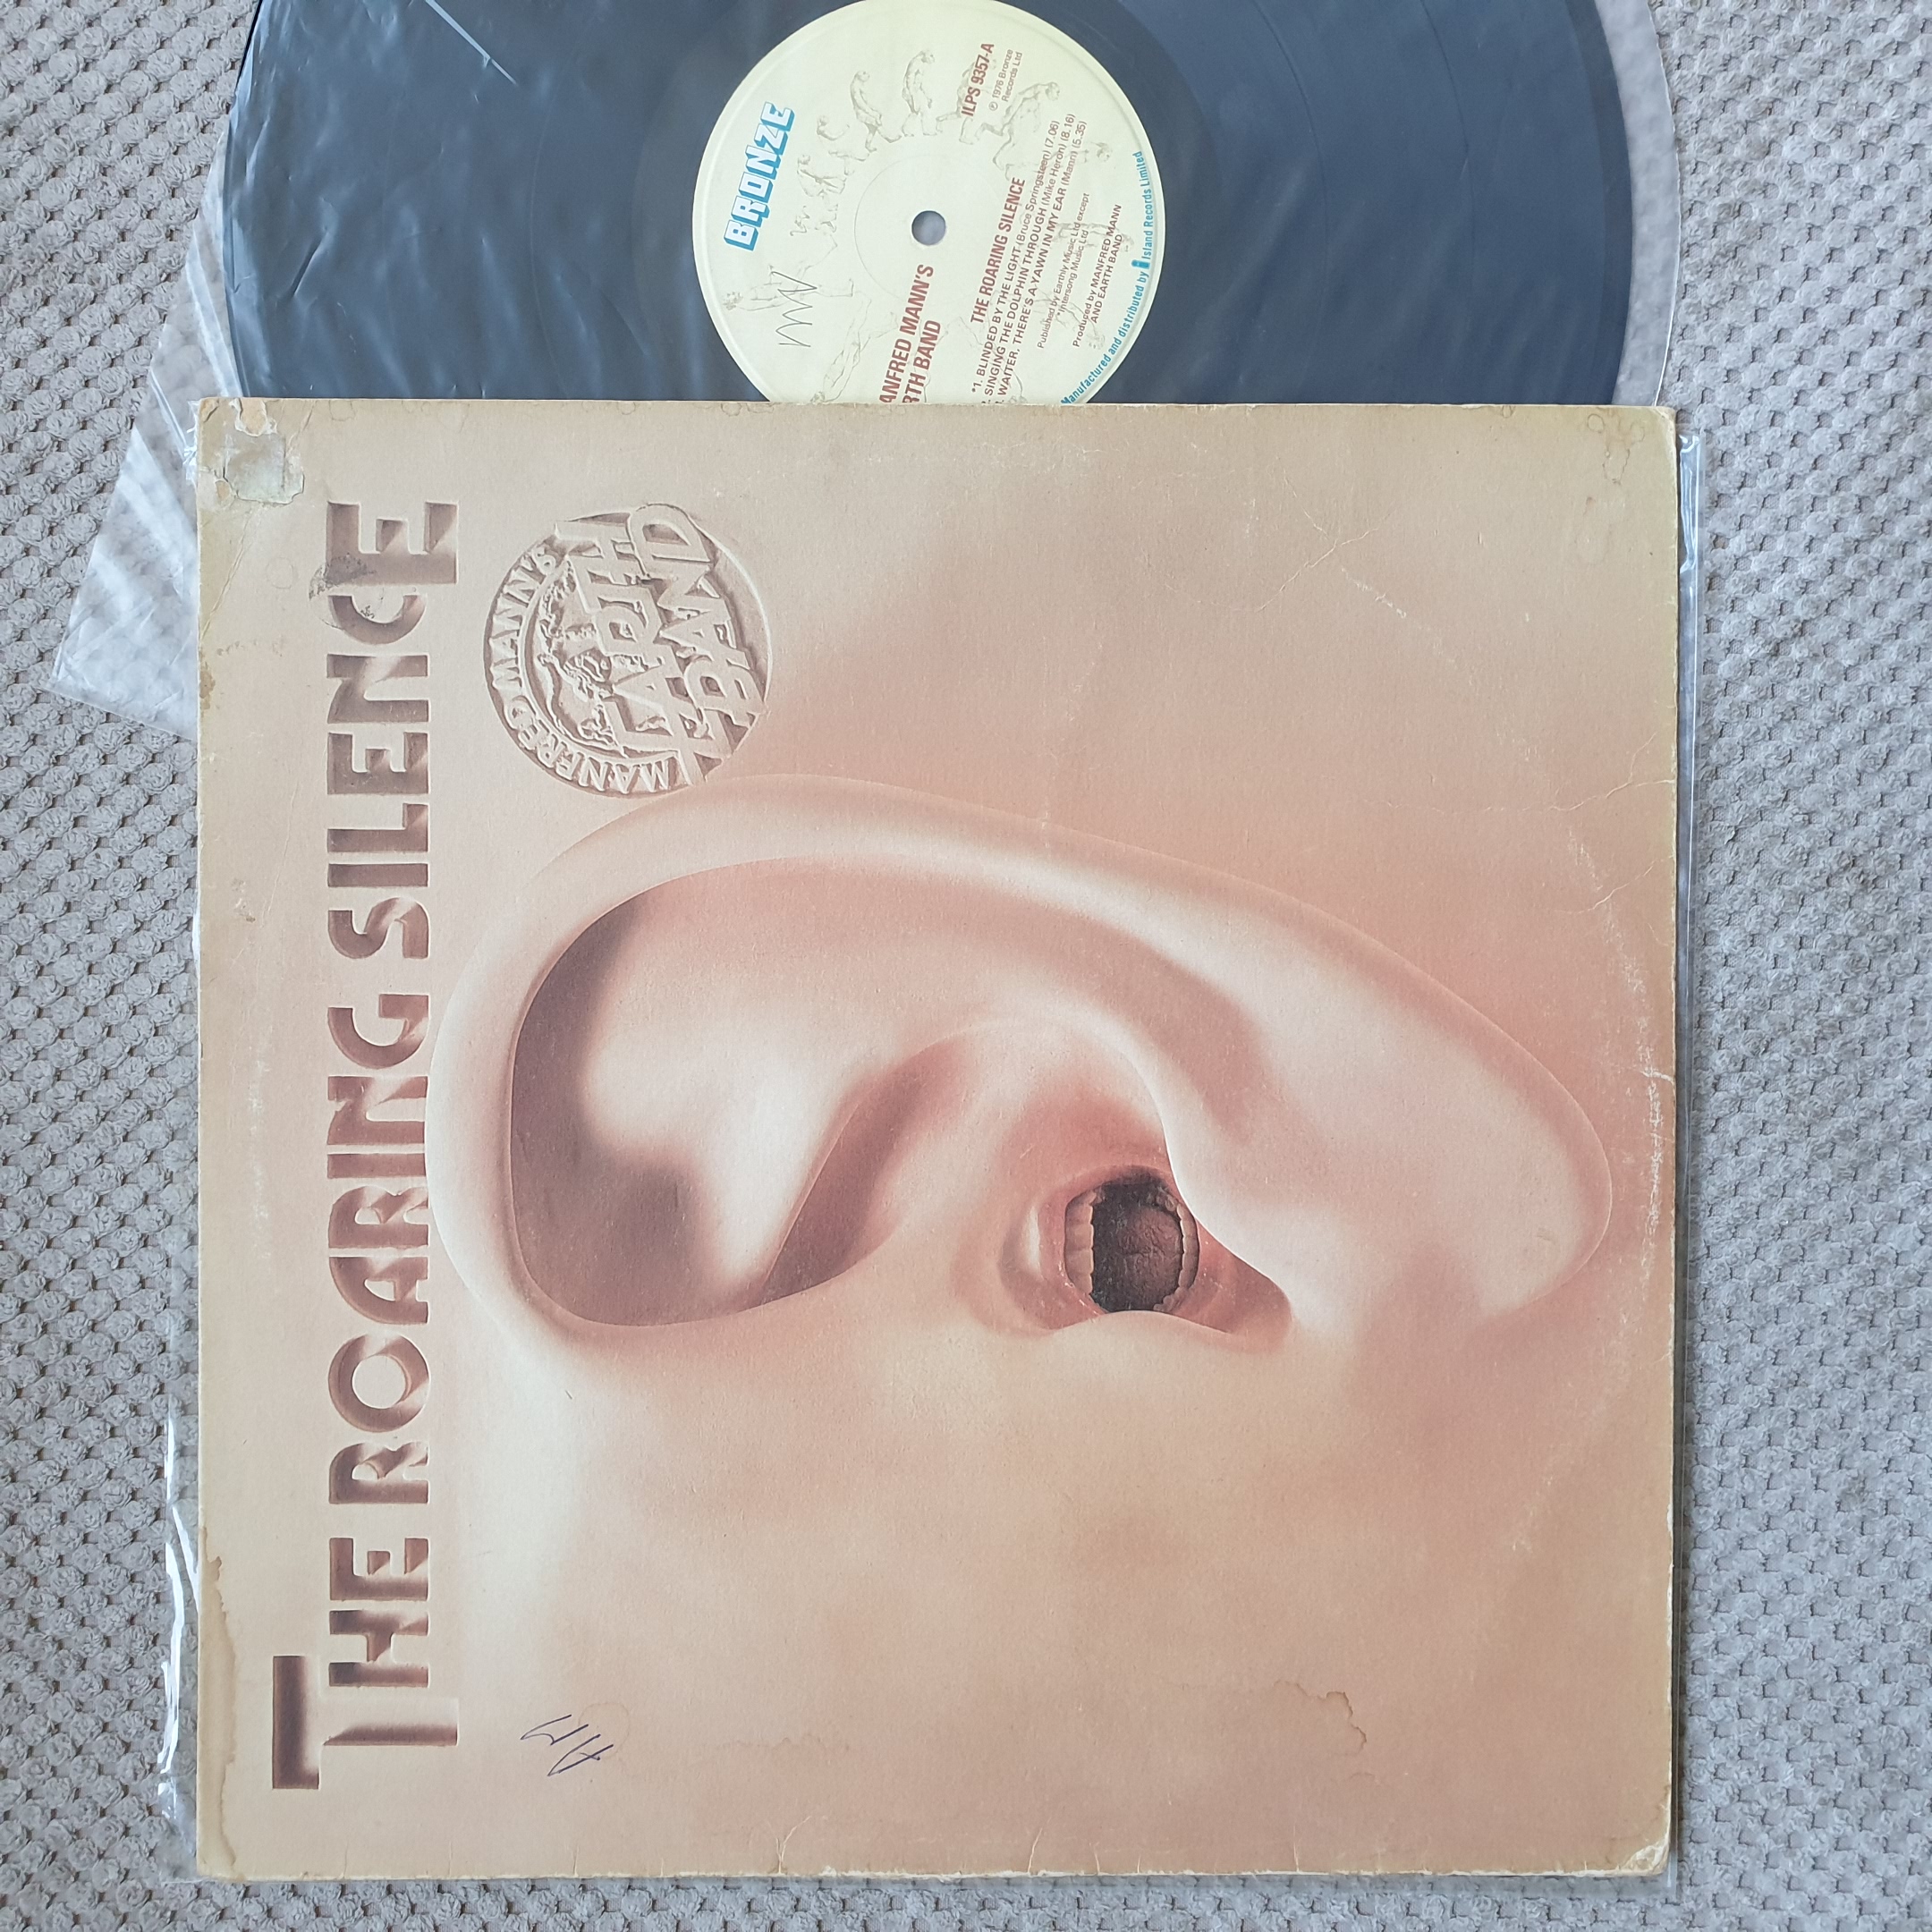 THE ROARING SILENCE
MANFRED MANN'S
EARTH
BAND
BRONZE
ILPS 9357-A
℗ 1976 Bronze
Records Ltd
ANFRED MANN'S
RTH BAND
THE ROARING SILENCE
*1. BLINDED BY THE LIGHT (Bruce Springsteen) (7.06)
SINGING THE DOLPHIN THROUGH (Mike Heron) (8.16)
WAITER, THERE'S A YAWN IN MY EAR (Mann) (5.35)
Published by Earthly Music Ltd except
*Intersong Music Ltd
Produced by MANFRED MANN
AND EARTH BAND
Manufactured and distributed by Island Records Limited